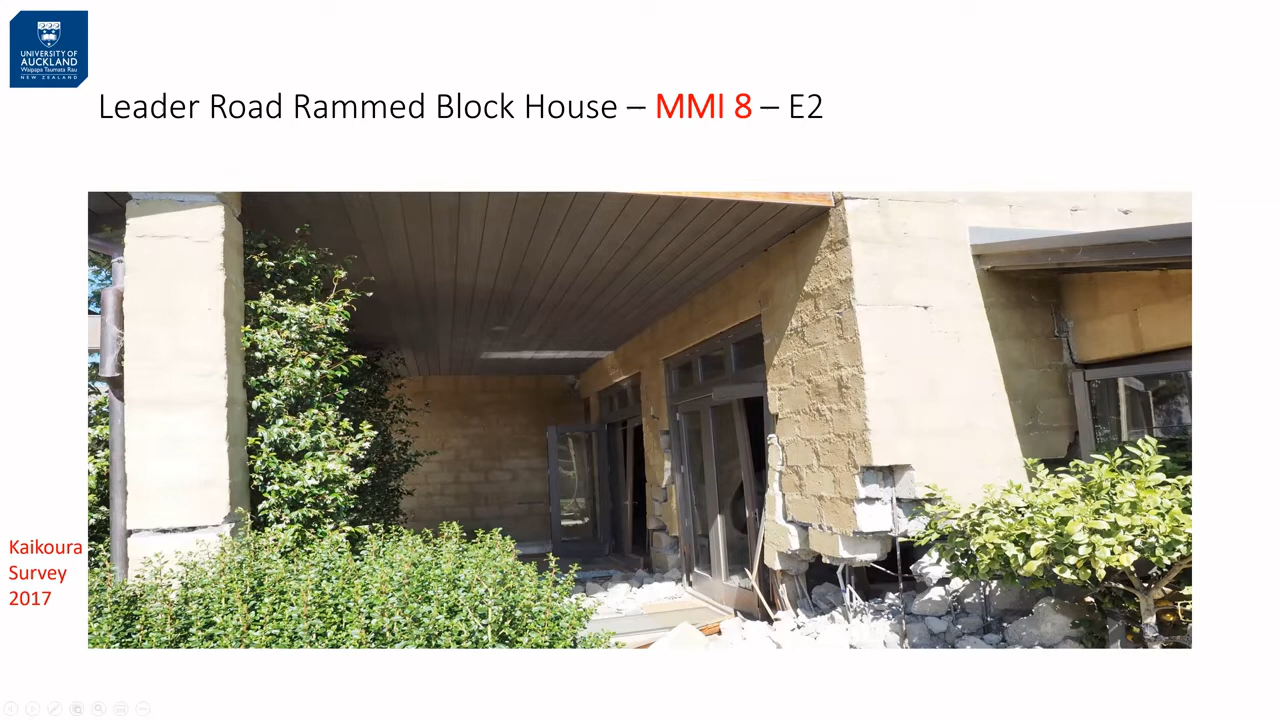 UNIVERSITY OF
AUCKLAND
Waipapa Taumata Rau
NEW ZEALAND
Leader Road Rammed Block House – MMI 8 – E2
Kaikoura
Survey
2017